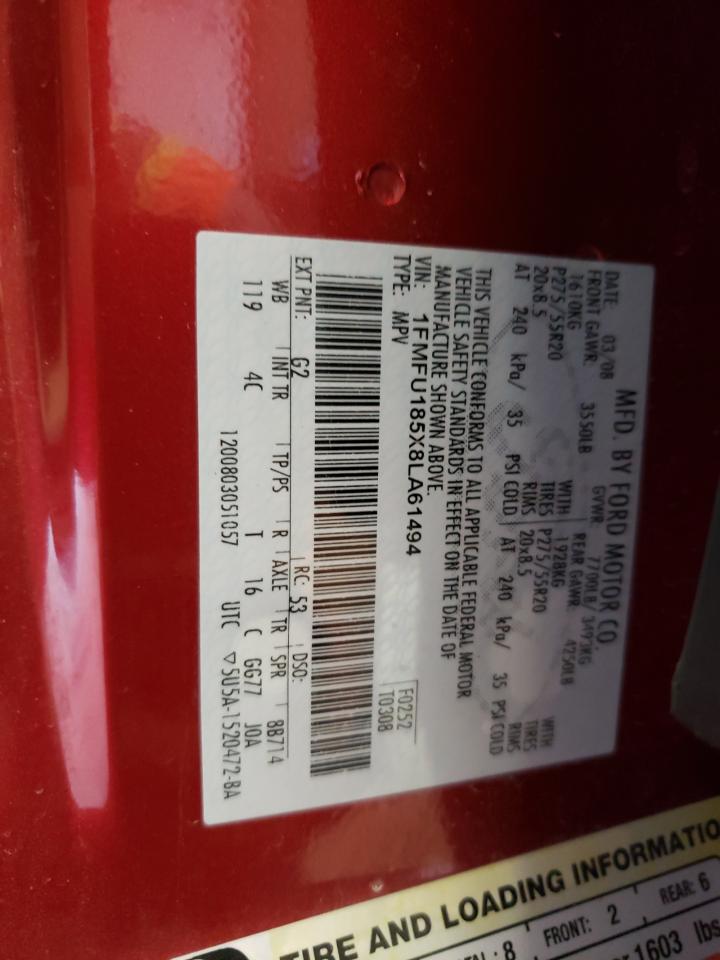 MFD. BY FORD MOTOR CO.
DATE: 03/08 GVWR: 7700LB/ 3493KG
FRONT GAWR: 3550LB REAR GAWR: 4250LB
1610KG WITH 1928KG WITH
P275/55R20 TIRES P275/55R20 TIRES
20x8.5 RIMS 20x8.5 RIMS
AT 240 kPa/ 35 PSI COLD AT 240 kPa/ 35 PSI COLD
THIS VEHICLE CONFORMS TO ALL APPLICABLE FEDERAL MOTOR
VEHICLE SAFETY STANDARDS IN EFFECT ON THE DATE OF
MANUFACTURE SHOWN ABOVE.
VIN: 1FMFU185X8LA61494 F0252
TYPE: MPV T0308
EXT PNT: G2 RC: 53 DSO:
WB INT TR TP/PS R AXLE TR SPR 8B714
119 4C T 16 C GG77 J0A
1200803051057 UTC ▽5U5A-1520472-BA
TIRE AND LOADING INFORMATIO
: 8 FRONT: 2 REAR: 6
1603 lbs